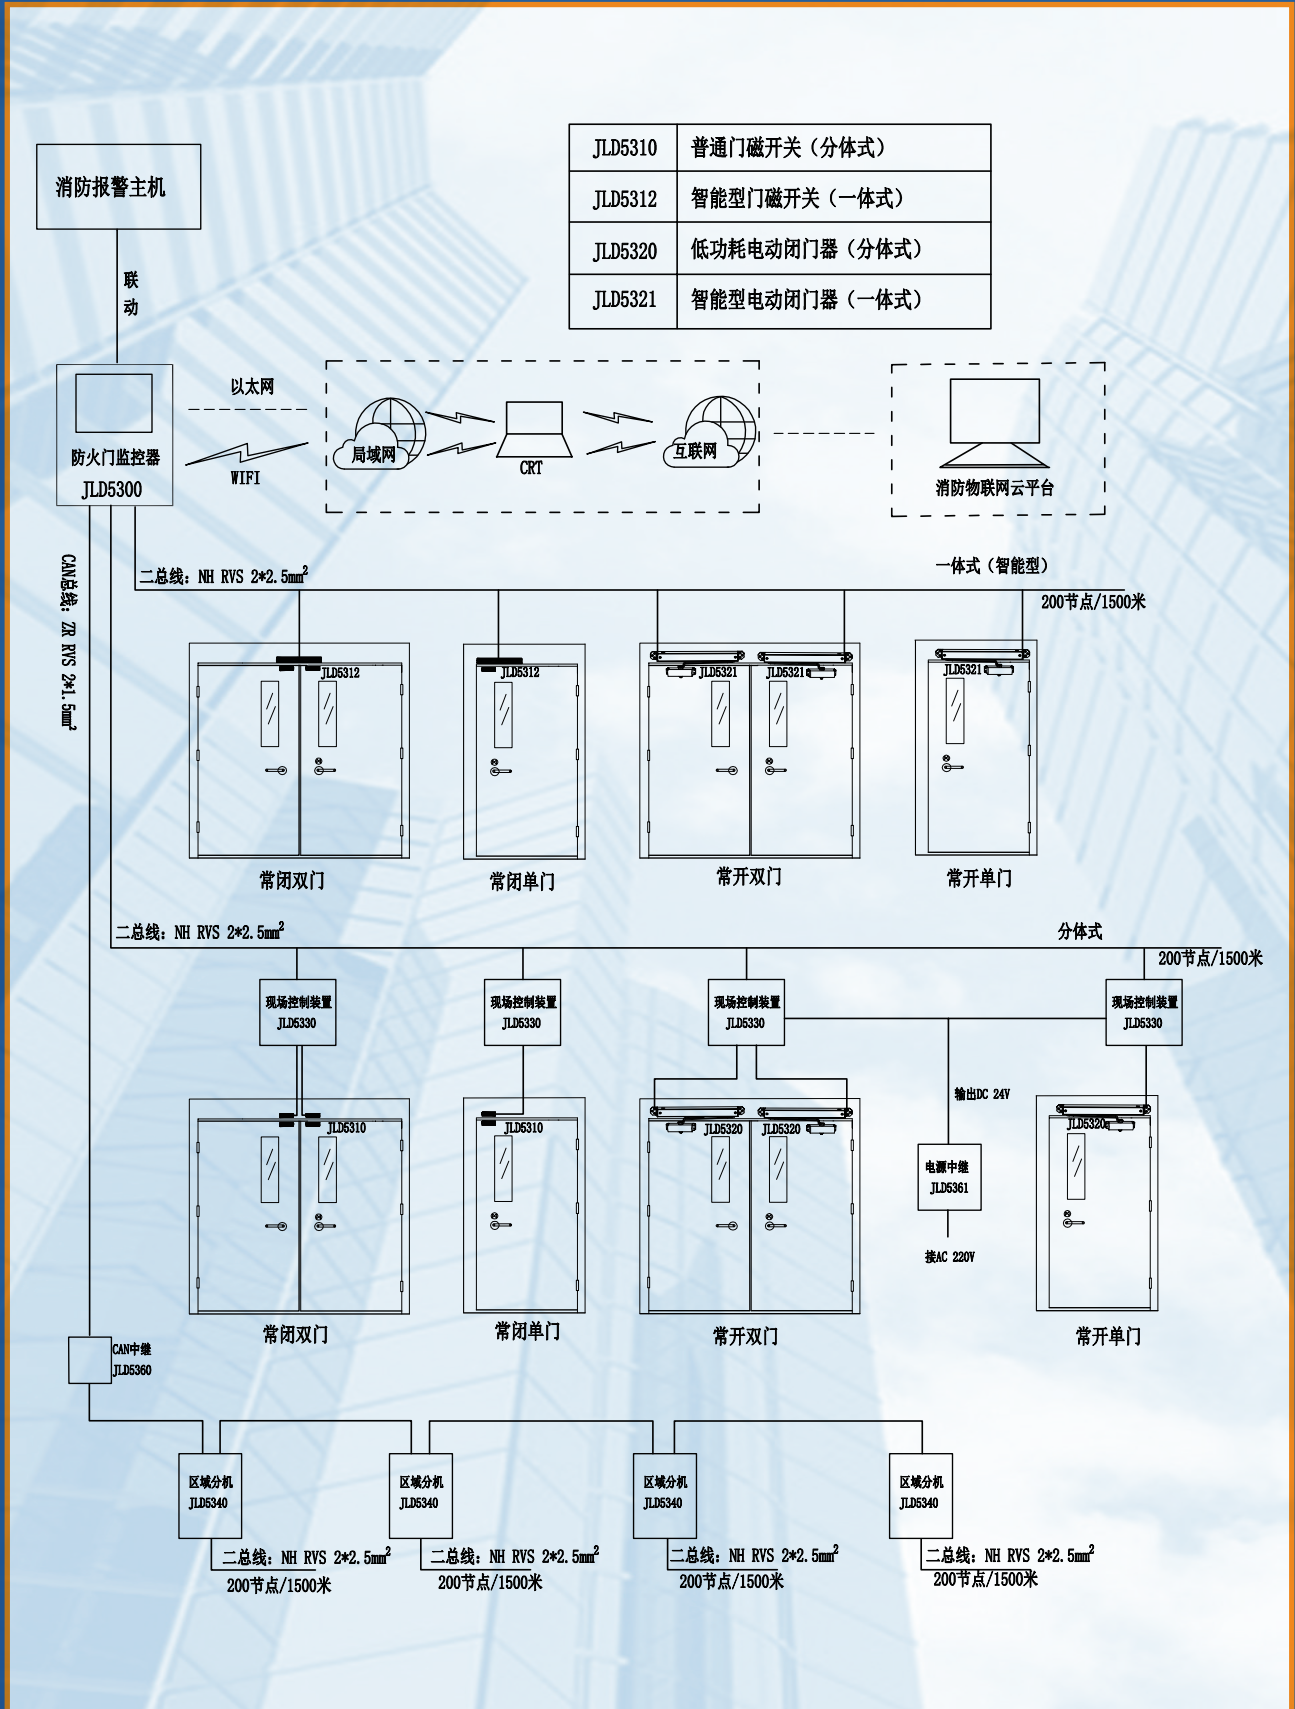 JLD5310 普通门磁开关（分体式）
JLD5312 智能型门磁开关（一体式）
JLD5320 低功耗电动闭门器（分体式）
JLD5321 智能型电动闭门器（一体式）
消防报警主机
联
动
防火门监控器
JLD5300
以太网
WIFI
局域网
CRT
互联网
消防物联网云平台
CAN总线：ZR RVS 2*1.5mm²
二总线：NH RVS 2*2.5mm²
一体式（智能型）
200节点/1500米
JLD5312
JLD5312
JLD5321
JLD5321
JLD5321
常闭双门
常闭单门
常开双门
常开单门
二总线：NH RVS 2*2.5mm²
分体式
200节点/1500米
现场控制装置
JLD5330
现场控制装置
JLD5330
现场控制装置
JLD5330
现场控制装置
JLD5330
输出DC 24V
JLD5310
JLD5310
JLD5320
JLD5320
JLD5320
电源中继
JLD5361
接AC 220V
常闭双门
常闭单门
常开双门
常开单门
CAN中继
JLD5360
区域分机
JLD5340
区域分机
JLD5340
区域分机
JLD5340
区域分机
JLD5340
二总线：NH RVS 2*2.5mm²
200节点/1500米
二总线：NH RVS 2*2.5mm²
200节点/1500米
二总线：NH RVS 2*2.5mm²
200节点/1500米
二总线：NH RVS 2*2.5mm²
200节点/1500米